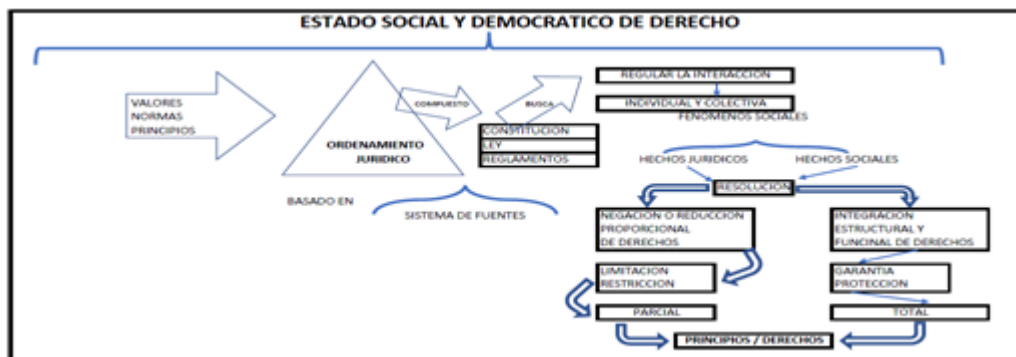 ESTADO SOCIAL Y DEMOCRATICO DE DERECHO
VALORES
NORMAS
PRINCIPIOS
ORDENAMIENTO
JURIDICO
BASADO EN
SISTEMA DE FUENTES
COMPUESTO
CONSTITUCION
LEY
REGLAMENTOS
BUSCA
REGULAR LA INTERACCION
INDIVIDUAL Y COLECTIVA
FENOMENOS SOCIALES
HECHOS JURIDICOS
HECHOS SOCIALES
RESOLUCION
NEGACION O REDUCCION
PROPORCIONAL
DE DERECHOS
INTEGRACION
ESTRUCTURAL Y
FUNCINAL DE DERECHOS
LIMITACION
RESTRICCION
GARANTIA
PROTECCION
PARCIAL
TOTAL
PRINCIPIOS / DERECHOS